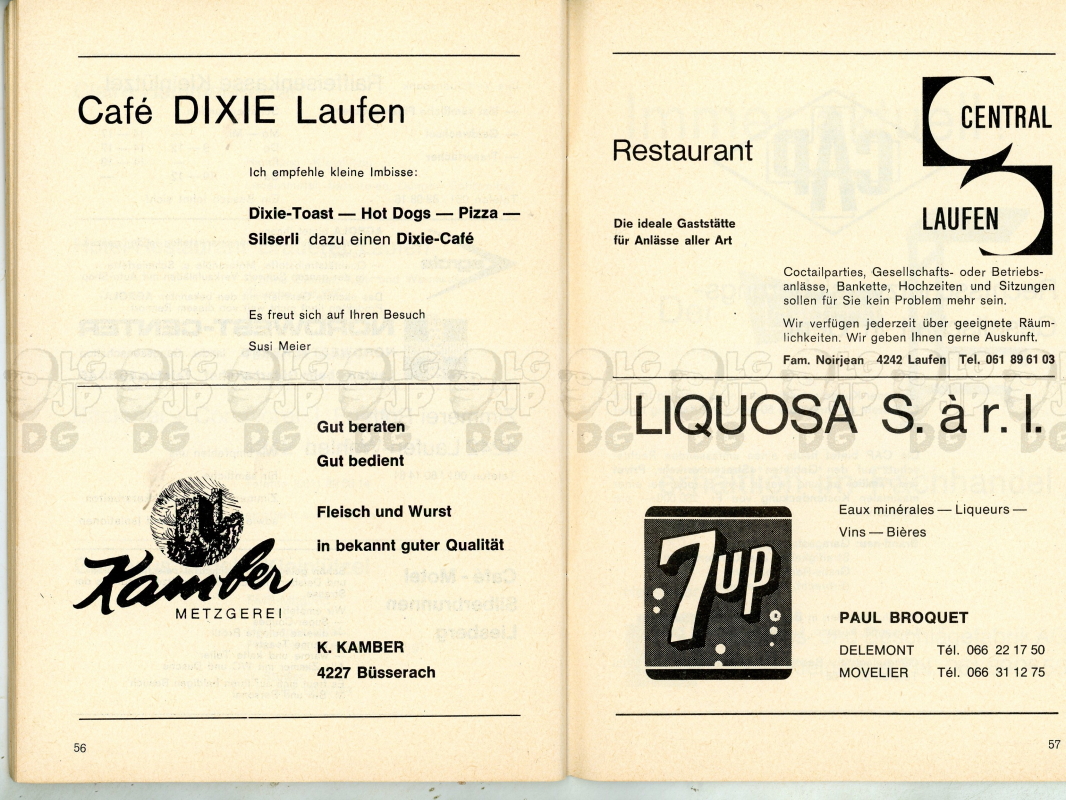 Café DIXIE Laufen
Ich empfehle kleine Imbisse:
Dixie-Toast — Hot Dogs — Pizza —
Silserli dazu einen Dixie-Café
Es freut sich auf Ihren Besuch
Susi Meier
Gut beraten
Gut bedient
Fleisch und Wurst
in bekannt guter Qualität
Kamber
METZGEREI
K. KAMBER
4227 Büsserach
56
CENTRAL
LAUFEN
Restaurant
Die ideale Gaststätte
für Anlässe aller Art
Coctailparties, Gesellschafts- oder Betriebs-
anlässe, Bankette, Hochzeiten und Sitzungen
sollen für Sie kein Problem mehr sein.
Wir verfügen jederzeit über geeignete Räum-
lichkeiten. Wir geben Ihnen gerne Auskunft.
Fam. Noirjean 4242 Laufen Tel. 061 89 61 03
LIQUOSA S. à r. l.
Eaux minérales — Liqueurs —
Vins — Bières
7up
PAUL BROQUET
DELEMONT Tél. 066 22 17 50
MOVELIER Tél. 066 31 12 75
57
LG JP DG